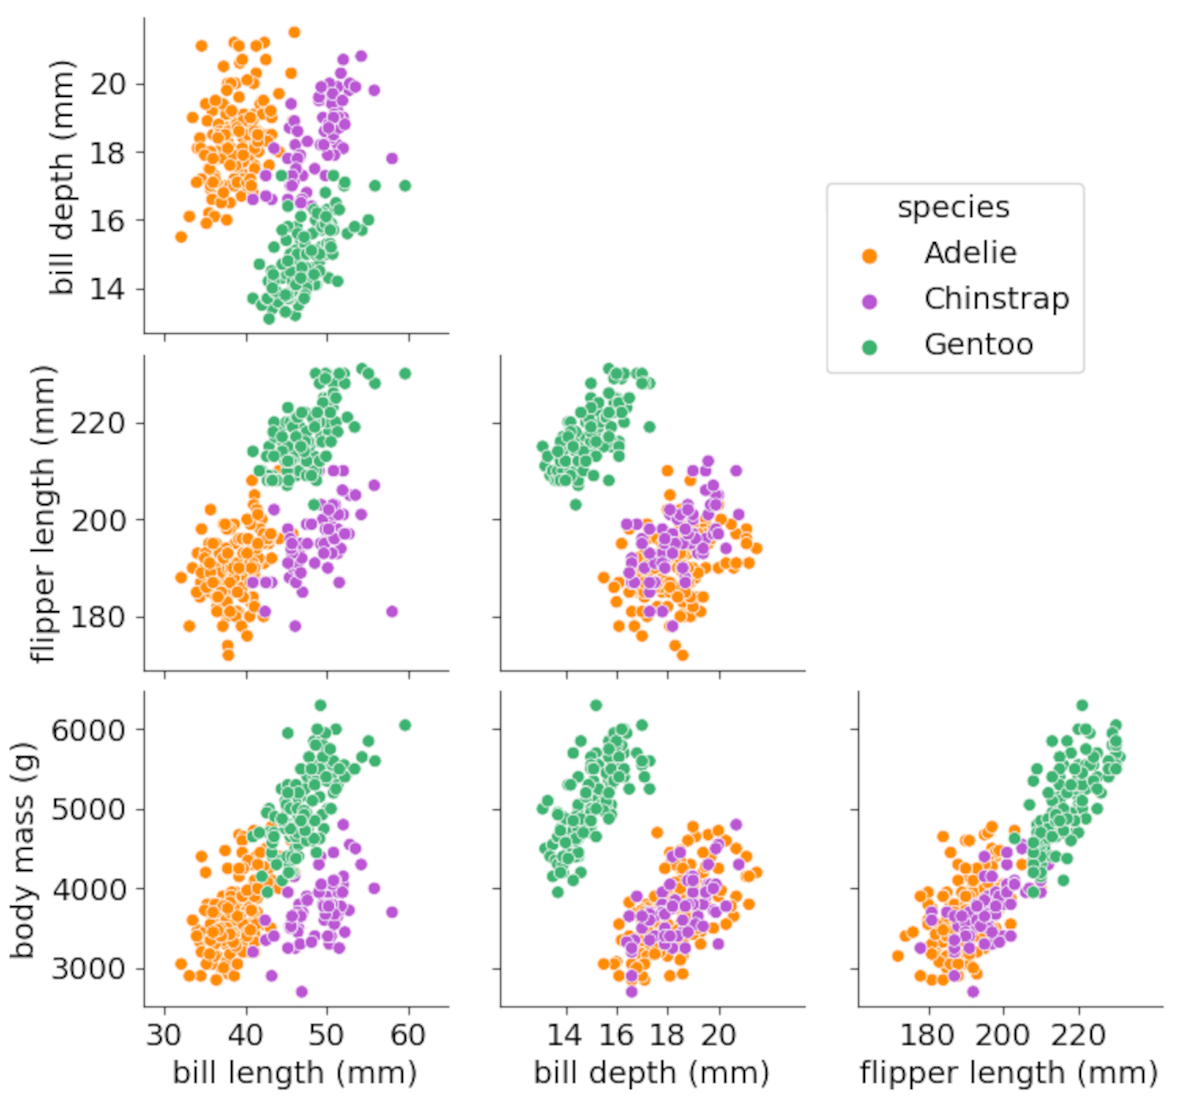 bill depth (mm)
20
18
16
14
species
Adelie
Chinstrap
Gentoo
flipper length (mm)
220
200
180
body mass (g)
6000
5000
4000
3000
30 40 50 60
14 16 18 20
180 200 220
bill length (mm)
bill depth (mm)
flipper length (mm)